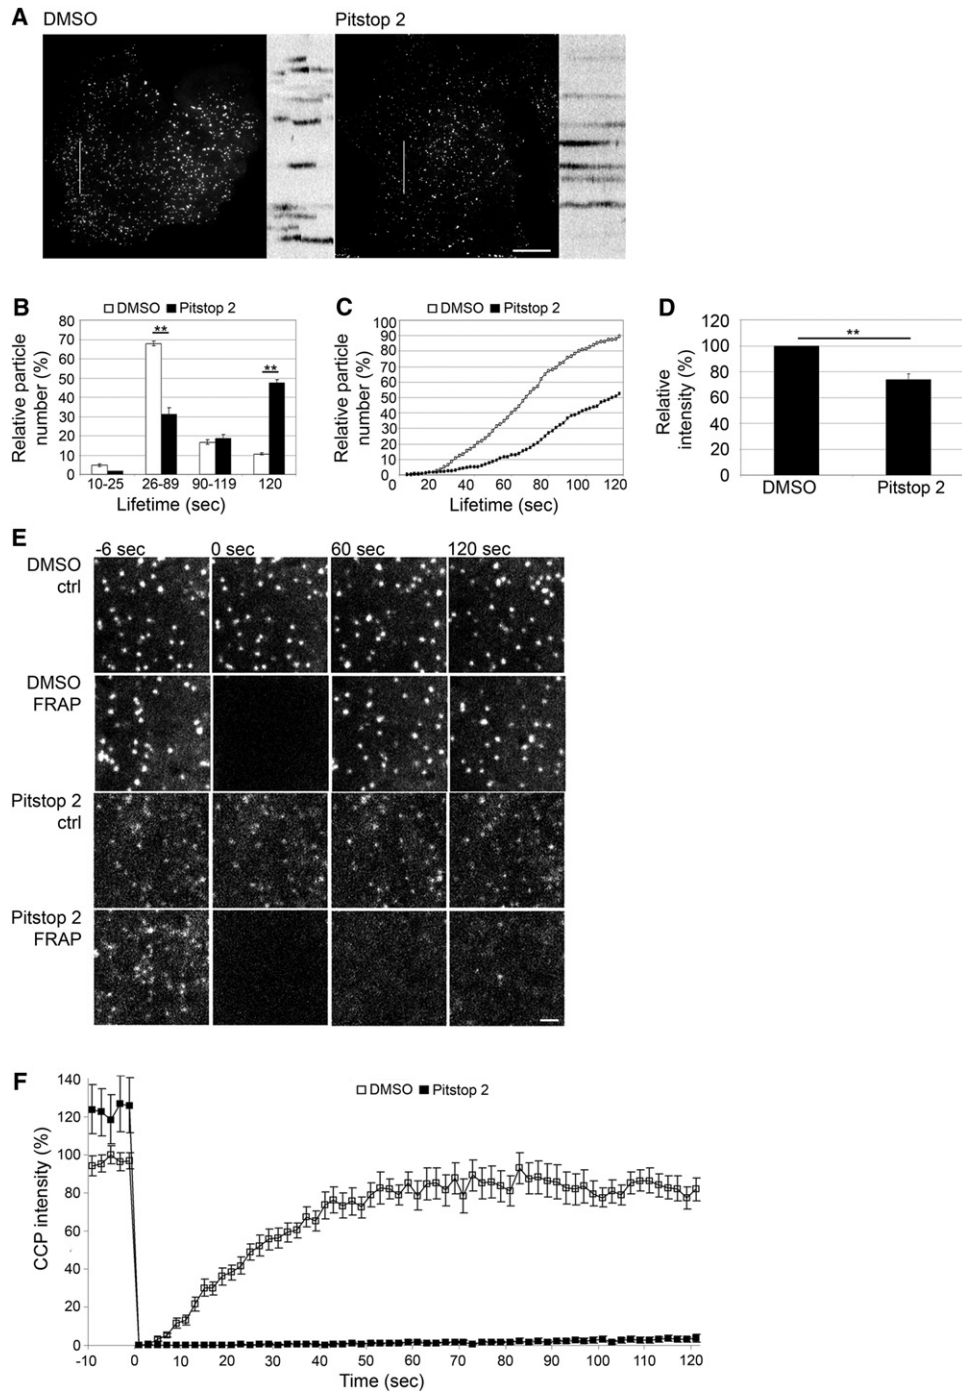 A
DMSO
Pitstop 2
B
DMSO Pitstop 2
Relative particle
number (%)
80
70
**
60
50
**
40
30
20
10
0
10-25 26-89 90-119 120
Lifetime (sec)
C
DMSO Pitstop 2
Relative particle
number (%)
100
90
80
70
60
50
40
30
20
10
0
0 20 40 60 80 100 120
Lifetime (sec)
D
Relative
intensity (%)
120
**
100
80
60
40
20
0
DMSO Pitstop 2
E
-6 sec 0 sec 60 sec 120 sec
DMSO
ctrl
DMSO
FRAP
Pitstop 2
ctrl
Pitstop 2
FRAP
F
DMSO Pitstop 2
CCP intensity (%)
140
120
100
80
60
40
20
0
-10 0 10 20 30 40 50 60 70 80 90 100 110 120
Time (sec)